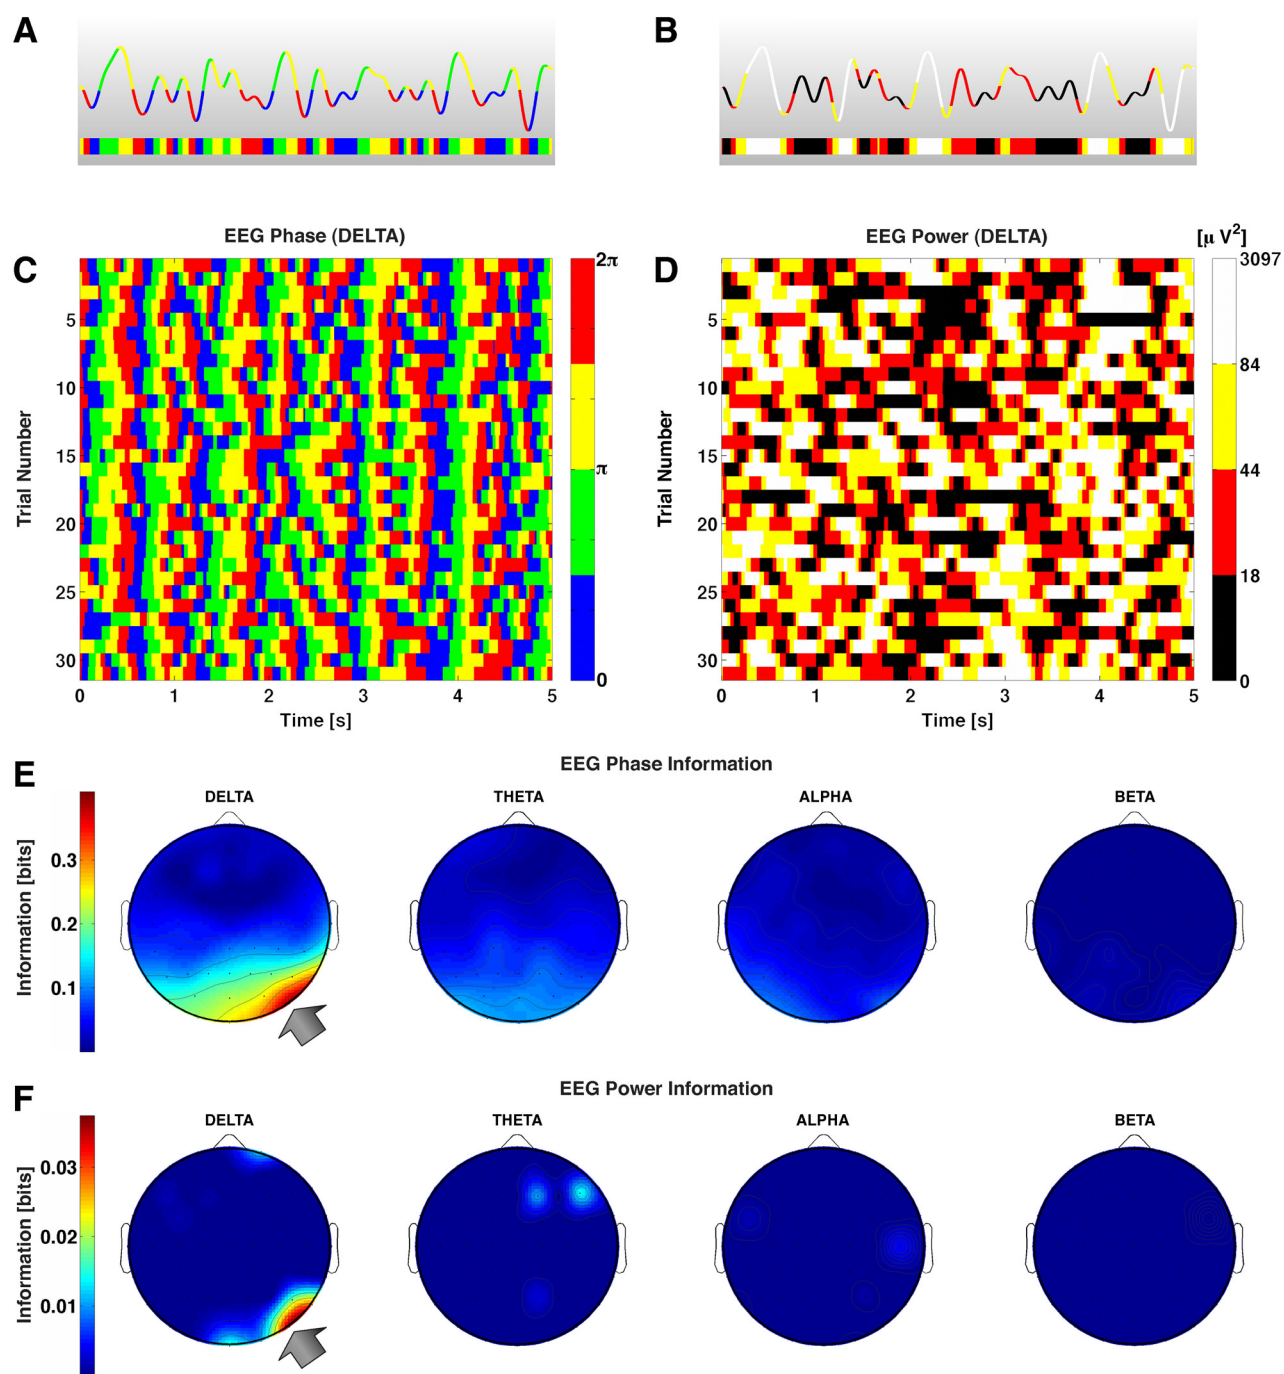 A
B
EEG Phase (DELTA)
C
2π
π
0
5
10
15
20
25
30
Trial Number
0 1 2 3 4 5
Time [s]
EEG Power (DELTA)
[μ V²]
D
3097
84
44
18
0
5
10
15
20
25
30
Trial Number
0 1 2 3 4 5
Time [s]
E
EEG Phase Information
DELTA THETA ALPHA BETA
0.3
0.2
0.1
Information [bits]
F
EEG Power Information
DELTA THETA ALPHA BETA
0.03
0.02
0.01
Information [bits]